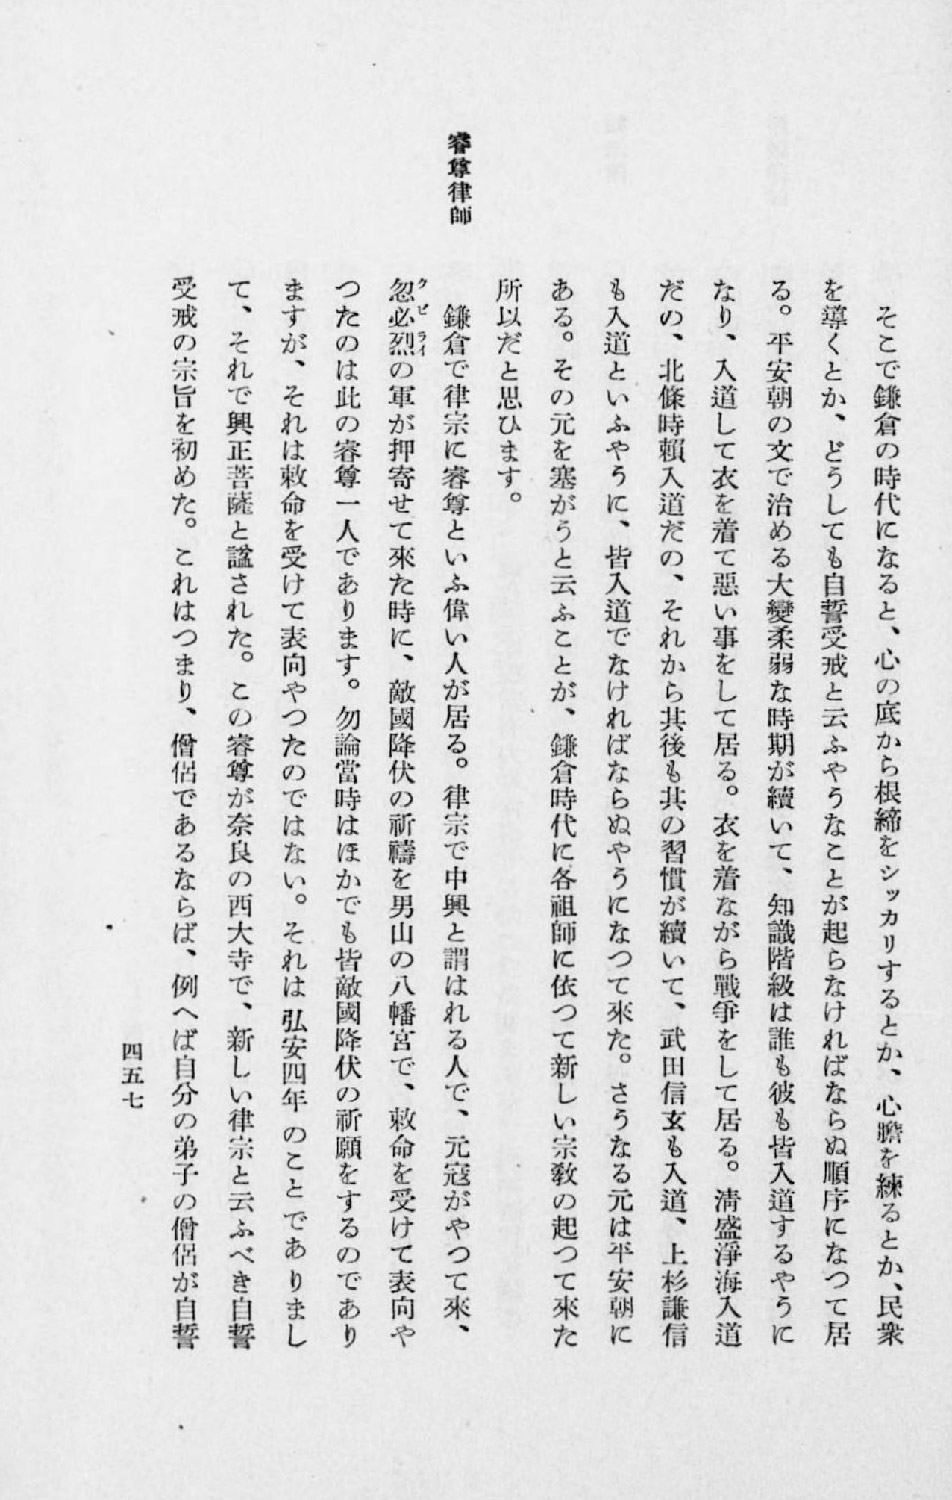 そこで鎌倉の時代になると、心の底から根締をシッカリするとか、心膽を練るとか、民衆
を導くとか、どうしても自誓受戒と云ふやうなことが起らなければならぬ順序になつて居
る。平安朝の文で治める大變柔弱な時期が續いて、知識階級は誰も彼も皆入道するやうに
なり、入道して衣を着て惡い事をして居る。衣を着ながら戰爭をして居る。淸盛淨海入道
だの、北條時賴入道だの、それから其後も其の習慣が續いて、武田信玄も入道、上杉謙信
も入道といふやうに、皆入道でなければならぬやうになつて來た。さうなる元は平安朝に
ある。その元を塞がうと云ふことが、鎌倉時代に各祖師に依つて新しい宗敎の起つて來た
所以だと思ひます。
睿尊律師
鎌倉で律宗に睿尊といふ偉い人が居る。律宗で中興と謂はれる人で、元寇がやつて來、
忽必烈の軍が押寄せて來た時に、敵國降伏の祈禱を男山の八幡宮で、敕命を受けて表向や
クビライ
つたのは此の睿尊一人であります。勿論當時はほかでも皆敵國降伏の祈願をするのであり
ますが、それは敕命を受けて表向やつたのではない。それは弘安四年のことでありまし
て、それで興正菩薩と諡された。この睿尊が奈良の西大寺で、新しい律宗と云ふべき自誓
受戒の宗旨を初めた。これはつまり、僧侶であるならば、例へば自分の弟子の僧侶が自誓
四五七